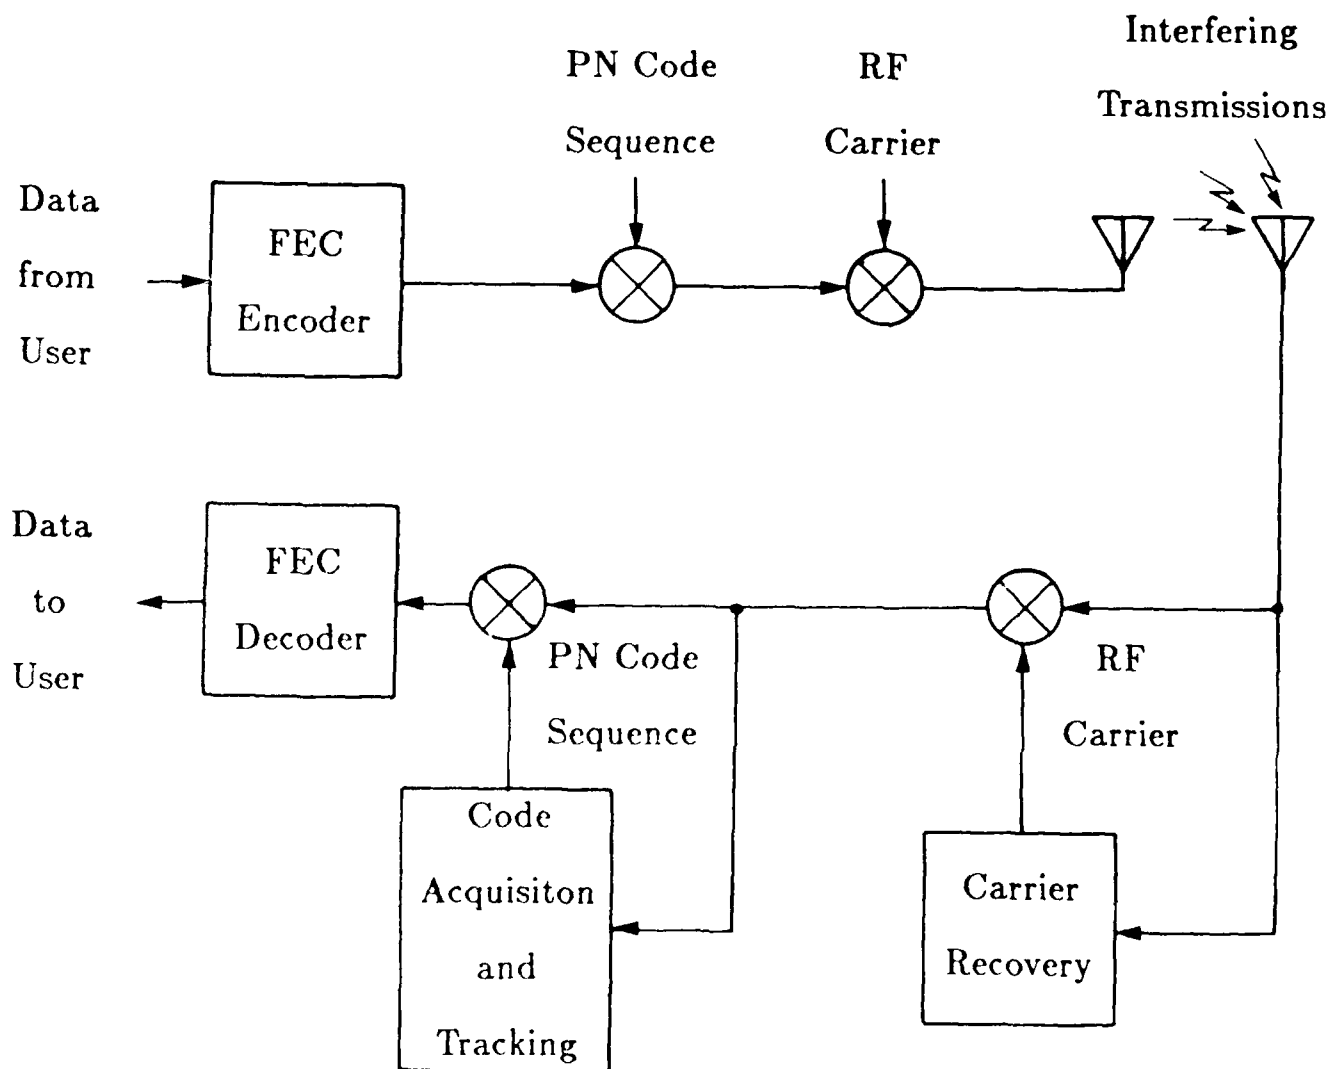 Interfering
Transmissions
PN Code
Sequence
RF
Carrier
Data
from
User
FEC
Encoder
Data
to
User
FEC
Decoder
PN Code
Sequence
RF
Carrier
Code
Acquisiton
and
Tracking
Carrier
Recovery